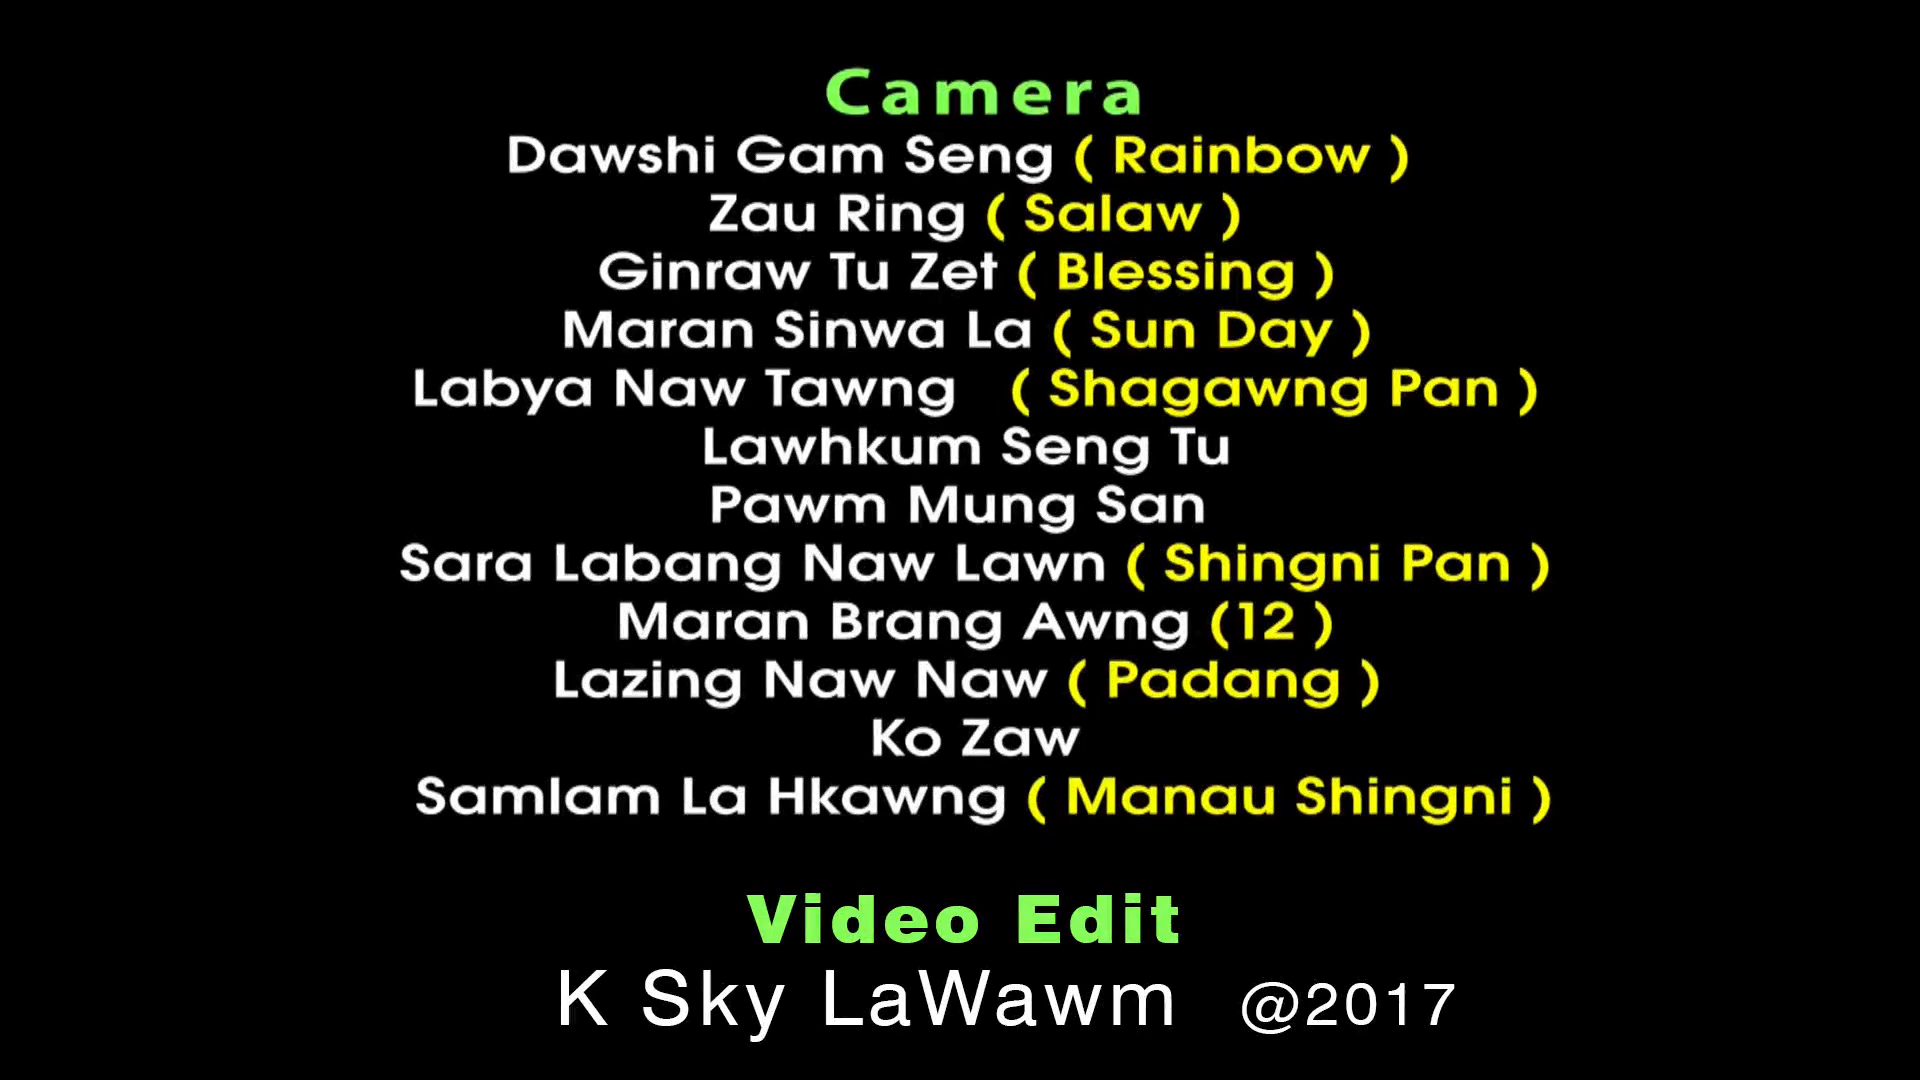 Camera
Dawshi Gam Seng ( Rainbow )
Zau Ring ( Salaw )
Ginraw Tu Zet ( Blessing )
Maran Sinwa La ( Sun Day )
Labya Naw Tawng ( Shagawng Pan )
Lawhkum Seng Tu
Pawm Mung San
Sara Labang Naw Lawn ( Shingni Pan )
Maran Brang Awng (12 )
Lazing Naw Naw ( Padang )
Ko Zaw
Samlam La Hkawng ( Manau Shingni )
Video Edit
K Sky LaWawm @2017